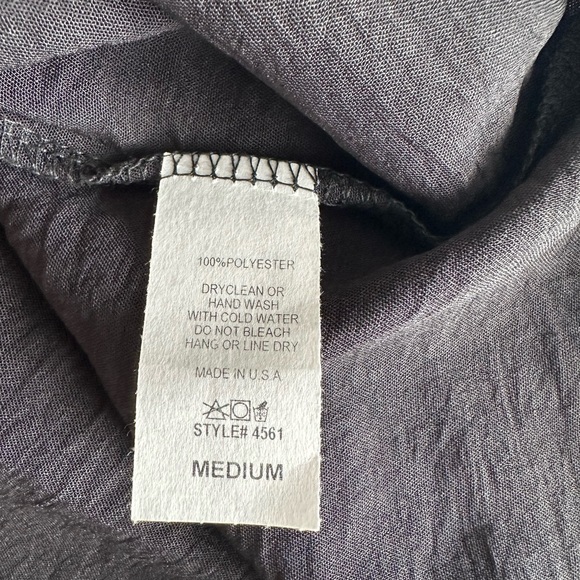 100%POLYESTER
DRYCLEAN OR
HAND WASH
WITH COLD WATER
DO NOT BLEACH
HANG OR LINE DRY
MADE IN U.S.A
STYLE# 4561
MEDIUM